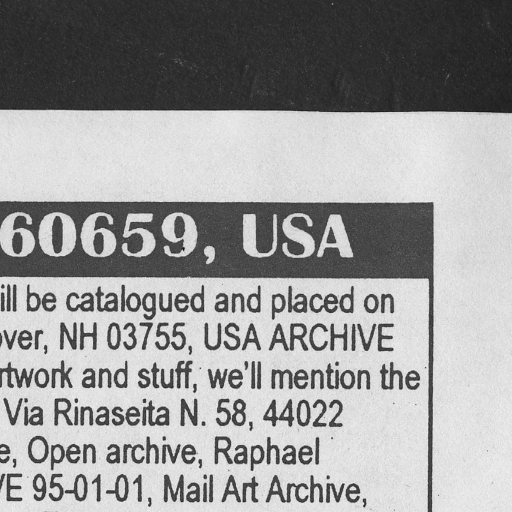 60659, USA
ill be catalogued and placed on
over, NH 03755, USA ARCHIVE
rtwork and stuff, we'll mention the
Via Rinaseita N. 58, 44022
e, Open archive, Raphael
VE 95-01-01, Mail Art Archive,